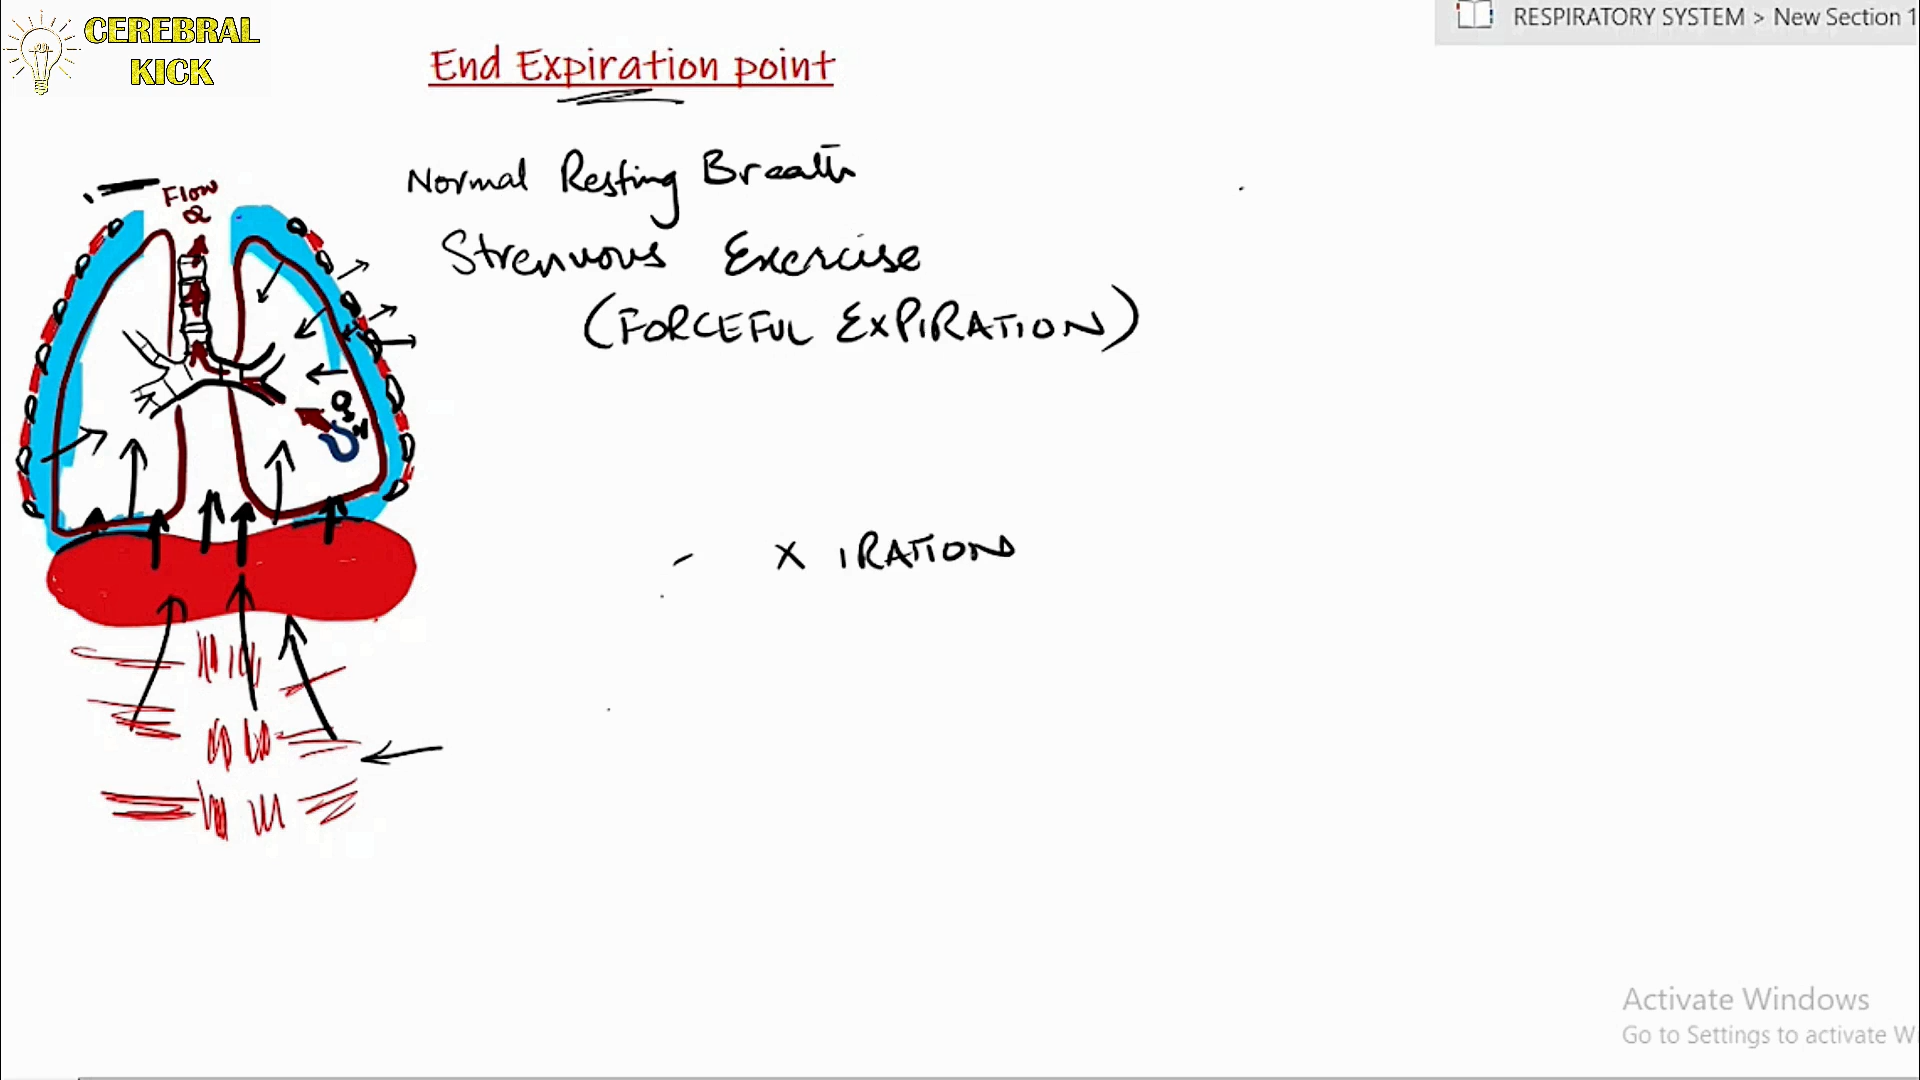 CEREBRAL
KICK
RESPIRATORY SYSTEM > New Section 1
End Expiration point
Normal Resting Breath
Strenuous Exercise
(FORCEFUL EXPIRATION)
Flow
Q
X IRATION
Activate Windows
Go to Settings to activate W